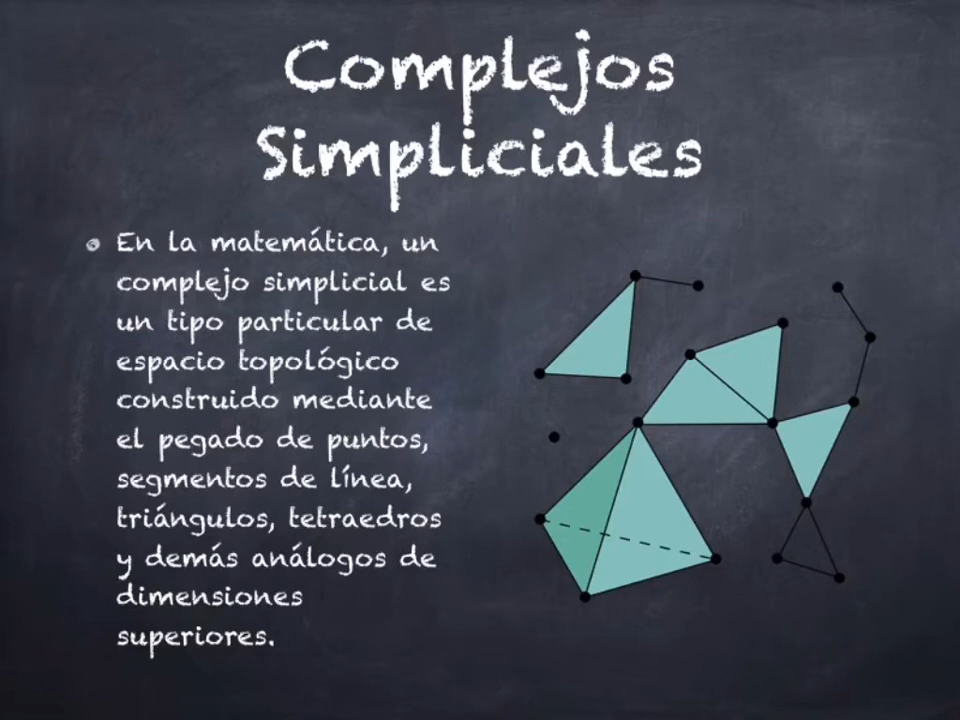 Complejos
Simpliciales
En la matemática, un
complejo simplicial es
un tipo particular de
espacio topológico
construido mediante
el pegado de puntos,
segmentos de línea,
triángulos, tetraedros
y demás análogos de
dimensiones
superiores.